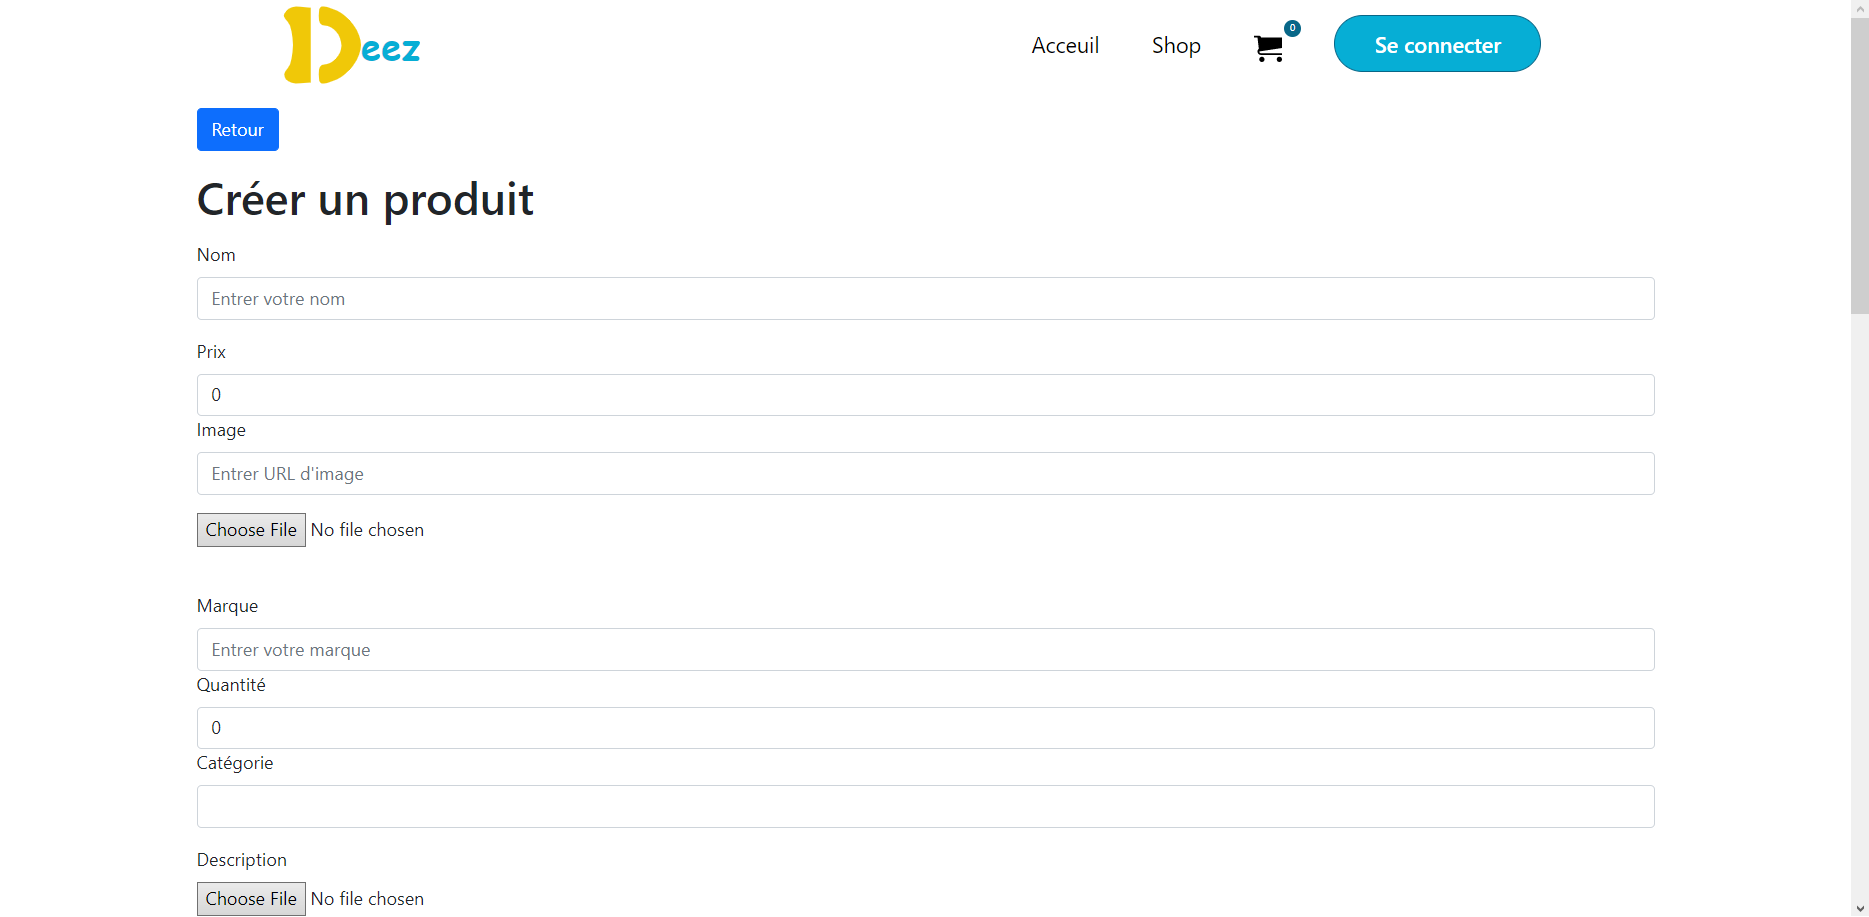 Deez
Acceuil
Shop
0
Se connecter
Retour
Créer un produit
Nom
Entrer votre nom
Prix
0
Image
Entrer URL d'image
Choose File No file chosen
Marque
Entrer votre marque
Quantité
0
Catégorie
Description
Choose File No file chosen